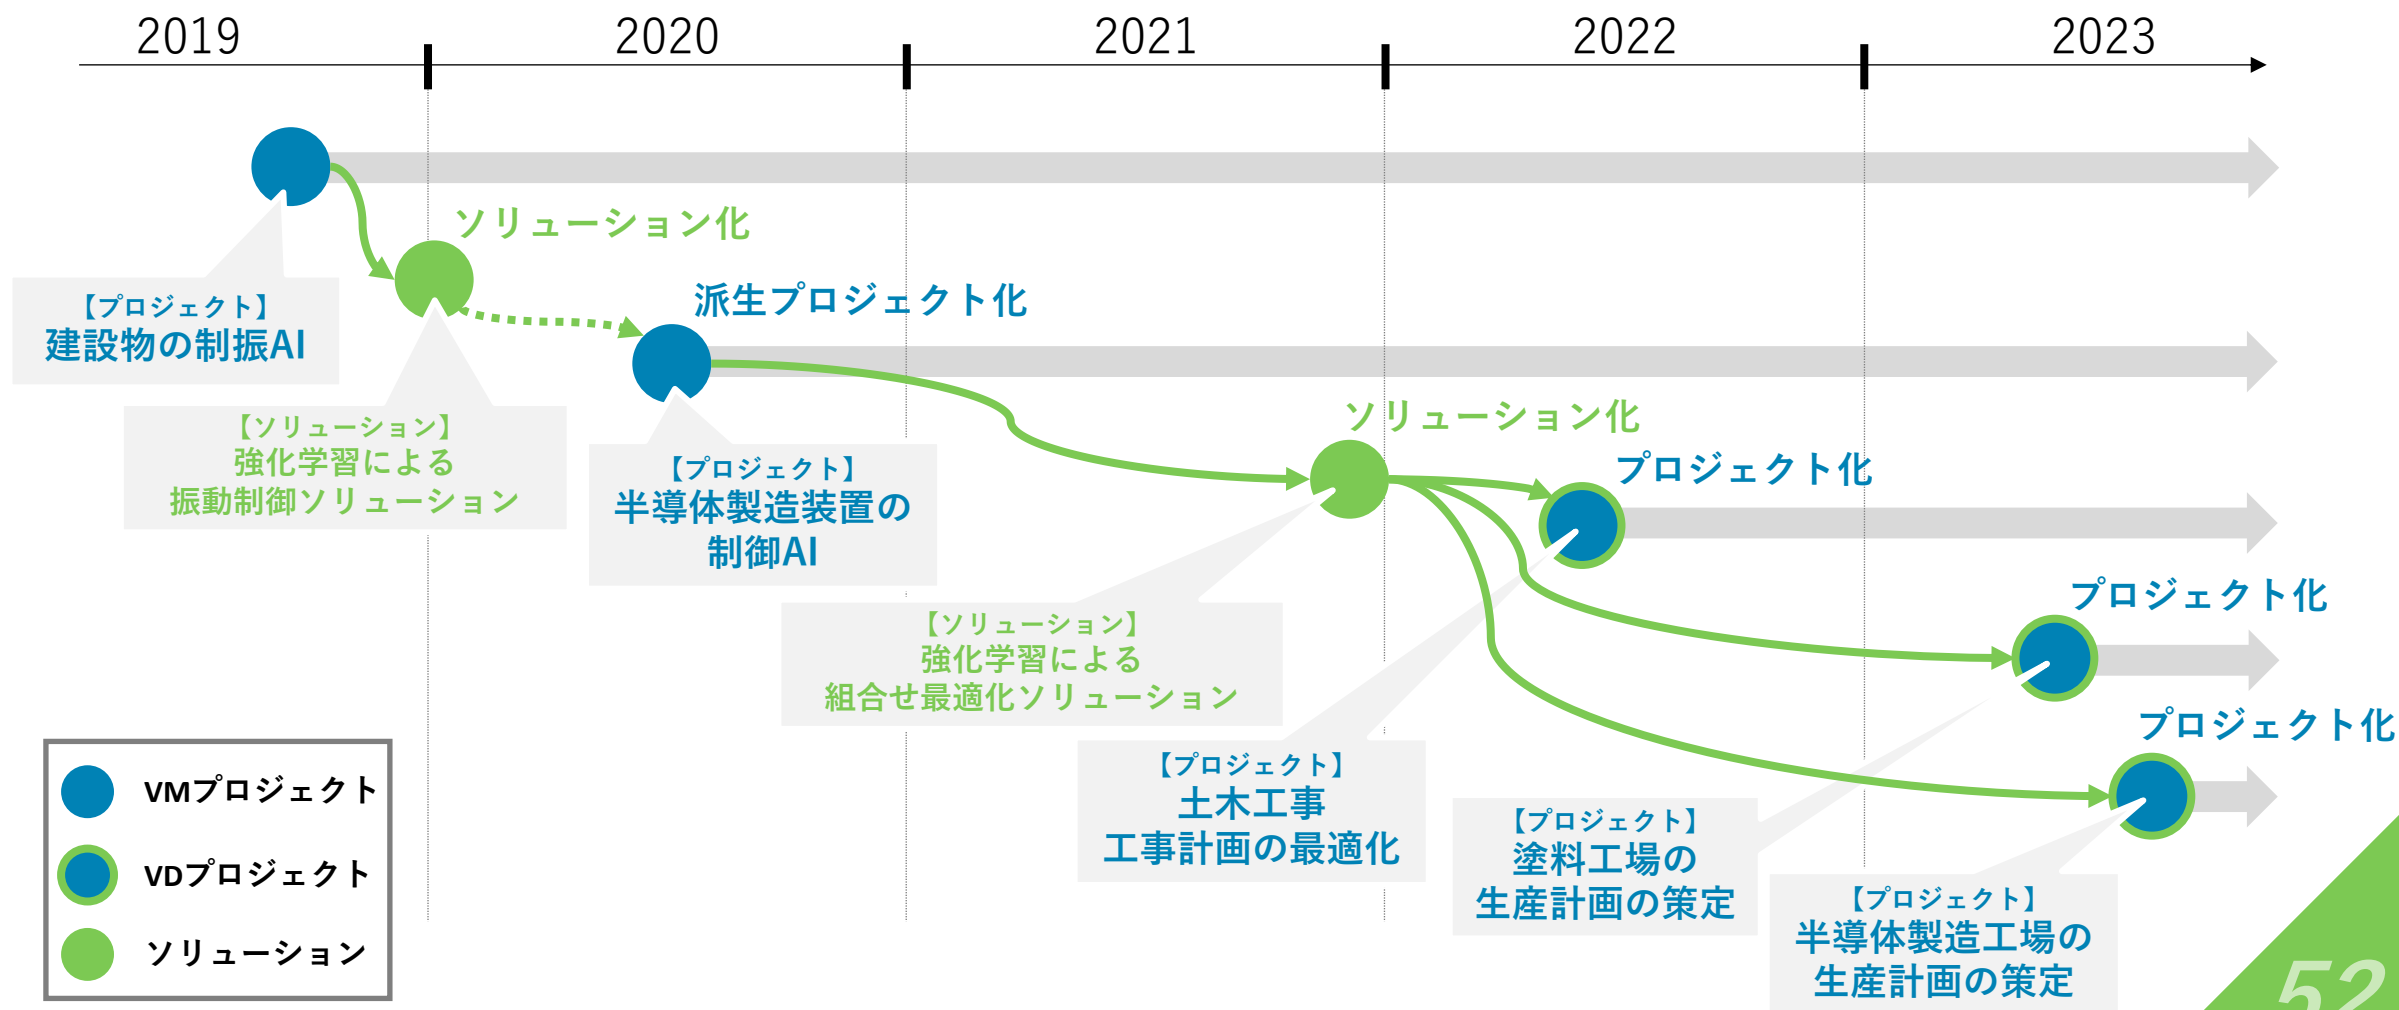 2019
2020
2021
2022
2023
ソリューション化
【プロジェクト】
建設物の制振AI
派生プロジェクト化
【ソリューション】
強化学習による
振動制御ソリューション
【プロジェクト】
半導体製造装置の
制御AI
ソリューション化
プロジェクト化
【ソリューション】
強化学習による
組合せ最適化ソリューション
プロジェクト化
【プロジェクト】
土木工事
工事計画の最適化
プロジェクト化
【プロジェクト】
塗料工場の
生産計画の策定
【プロジェクト】
半導体製造工場の
生産計画の策定
VMプロジェクト
VDプロジェクト
ソリューション
52